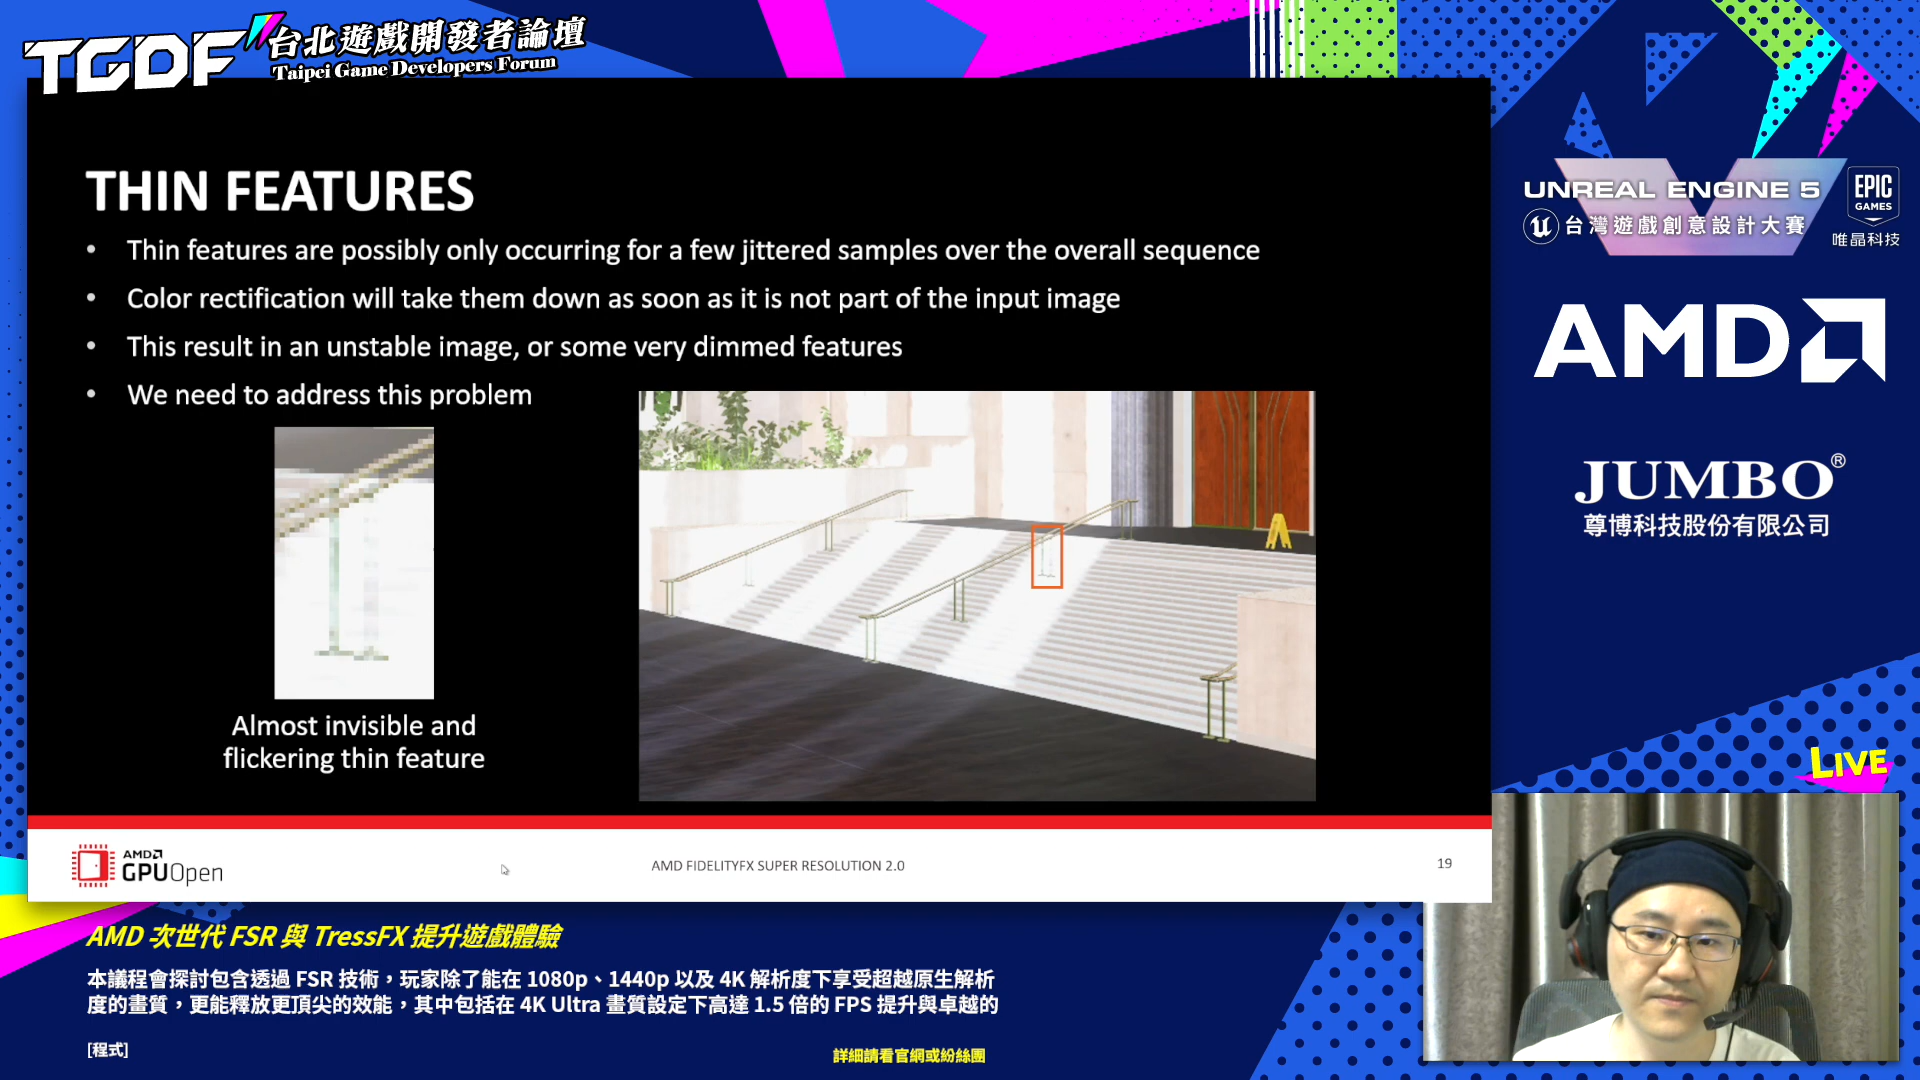 TGDF 台北遊戲開發者論壇
Taipei Game Developers Forum
THIN FEATURES
• Thin features are possibly only occurring for a few jittered samples over the overall sequence
• Color rectification will take them down as soon as it is not part of the input image
• This result in an unstable image, or some very dimmed features
• We need to address this problem
Almost invisible and
flickering thin feature
AMD
GPUOpen
AMD FIDELITYFX SUPER RESOLUTION 2.0
19
UNREAL ENGINE 5
台灣遊戲創意設計大賽
EPIC
GAMES
唯晶科技
AMD
JUMBO®
尊博科技股份有限公司
LIVE
AMD 次世代 FSR 與 TressFX 提升遊戲體驗
本議程會探討包含透過 FSR 技術，玩家除了能在 1080p、1440p 以及 4K 解析度下享受超越原生解析
度的畫質，更能釋放更頂尖的效能，其中包括在 4K Ultra 畫質設定下高達 1.5 倍的 FPS 提升與卓越的
[程式]
詳細請看官網或紛絲團